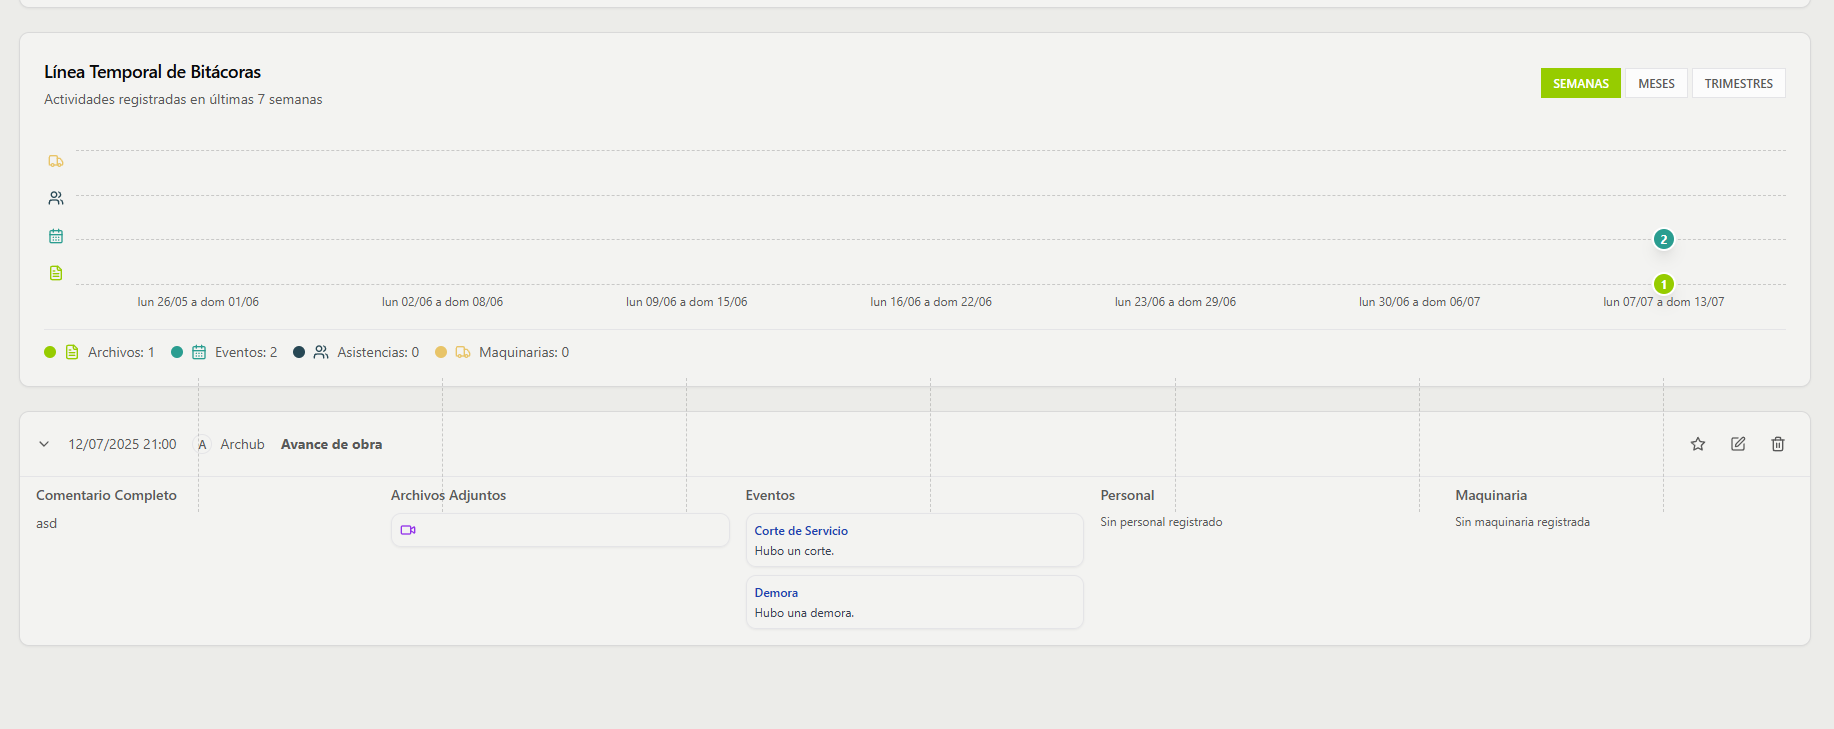 Línea Temporal de Bitácoras
Actividades registradas en últimas 7 semanas
SEMANAS
MESES
TRIMESTRES
2
1
lun 26/05 a dom 01/06
lun 02/06 a dom 08/06
lun 09/06 a dom 15/06
lun 16/06 a dom 22/06
lun 23/06 a dom 29/06
lun 30/06 a dom 06/07
lun 07/07 a dom 13/07
Archivos: 1
Eventos: 2
Asistencias: 0
Maquinarias: 0
12/07/2025 21:00 A Archub Avance de obra
Comentario Completo
asd
Archivos Adjuntos
Eventos
Corte de Servicio
Hubo un corte.
Demora
Hubo una demora.
Personal
Sin personal registrado
Maquinaria
Sin maquinaria registrada